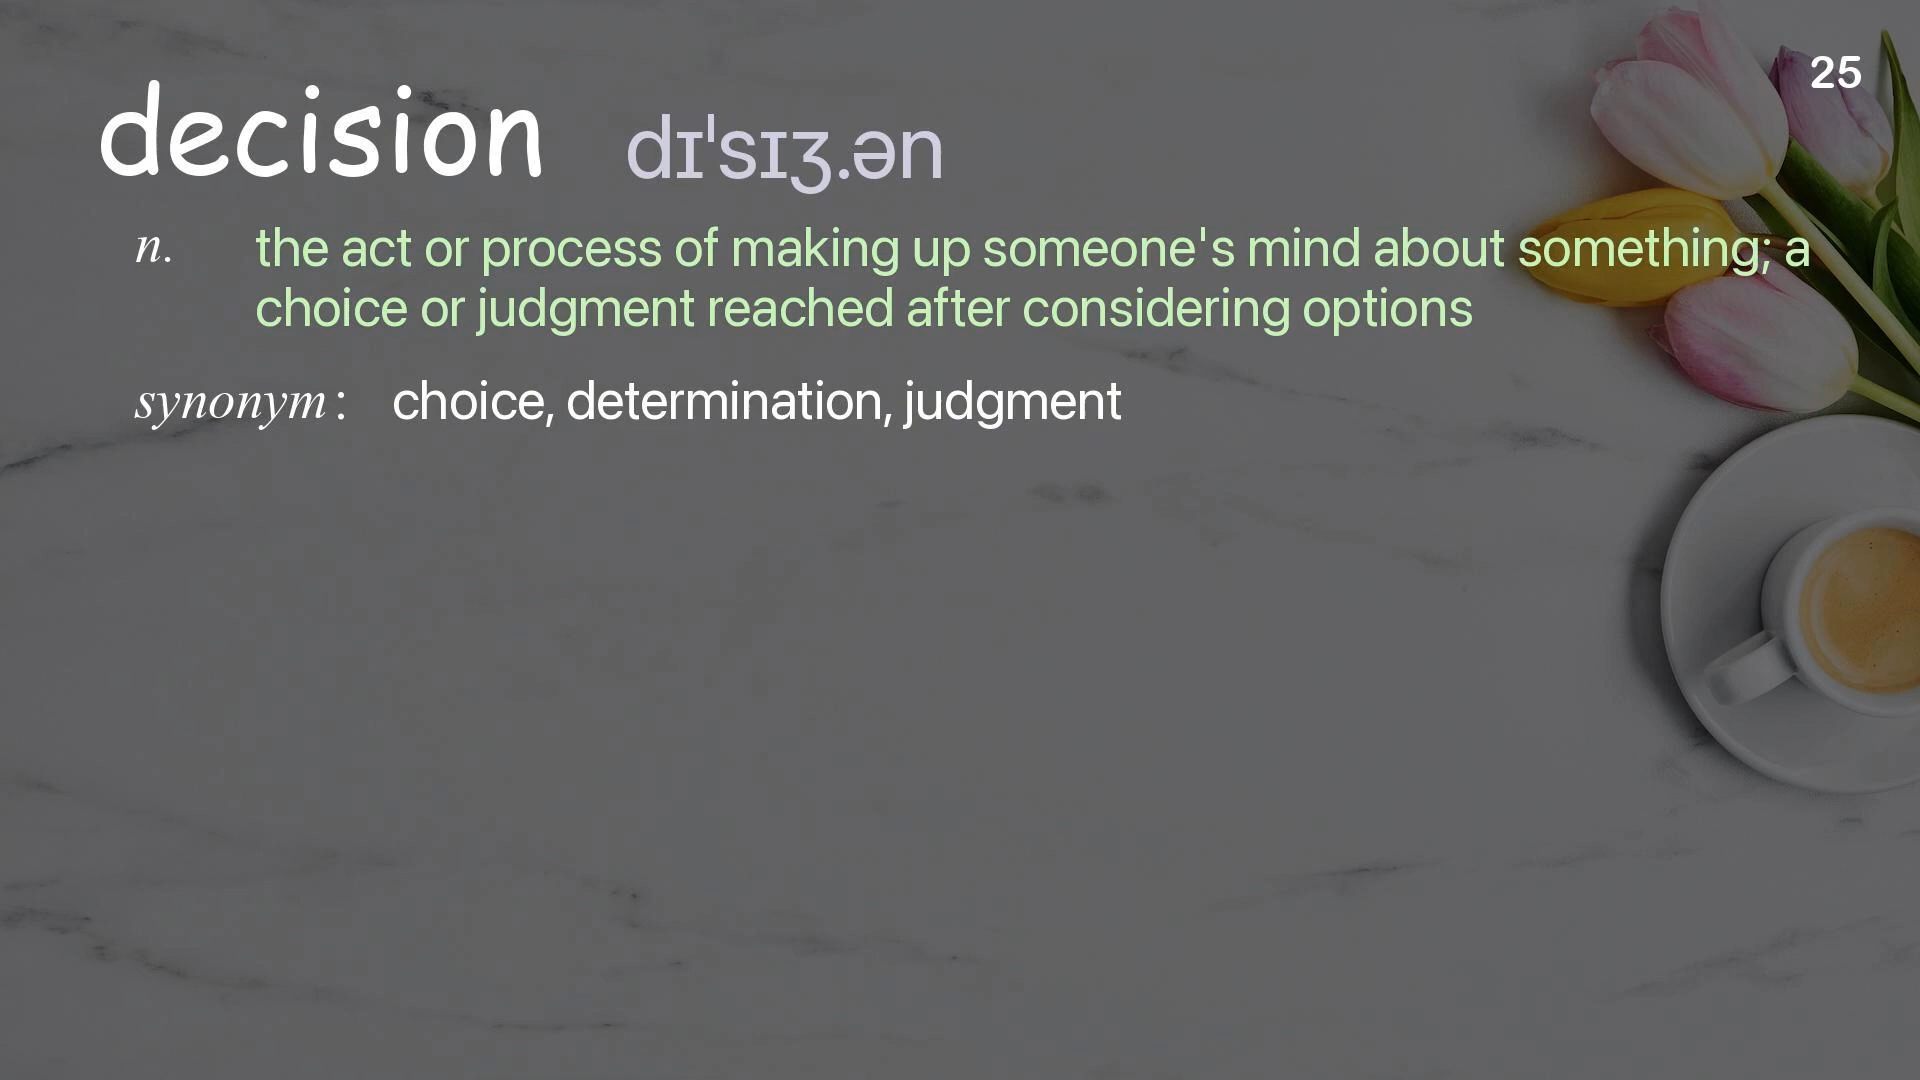 25
decision dɪˈsɪʒ.ən
n. the act or process of making up someone's mind about something; a
choice or judgment reached after considering options
synonym: choice, determination, judgment